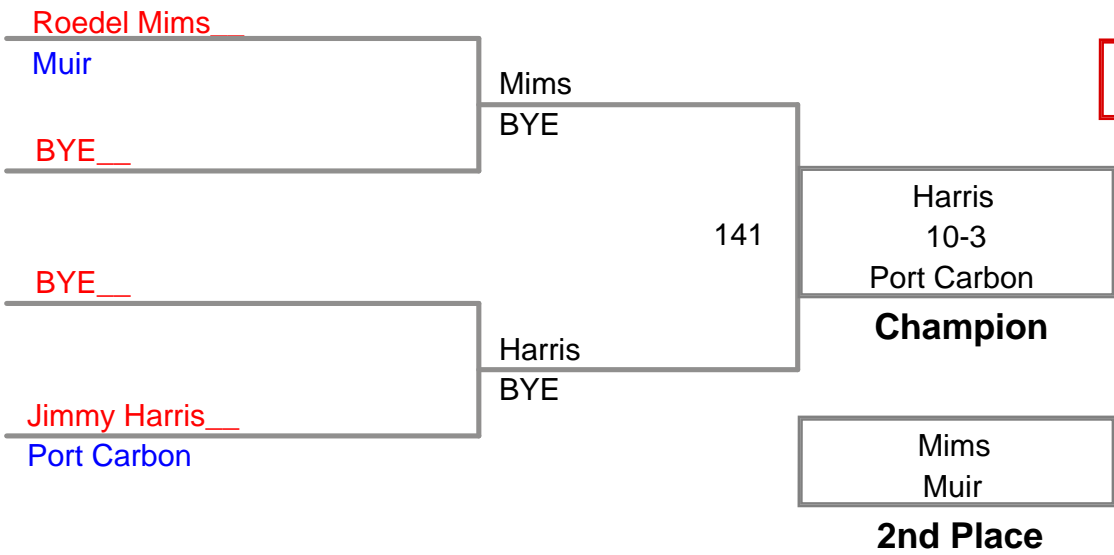 Roedel Mims__
Muir
Mims
BYE
BYE__
141
Harris
10-3
Port Carbon
Champion
BYE__
Harris
BYE
Jimmy Harris__
Port Carbon
Mims
Muir
2nd Place